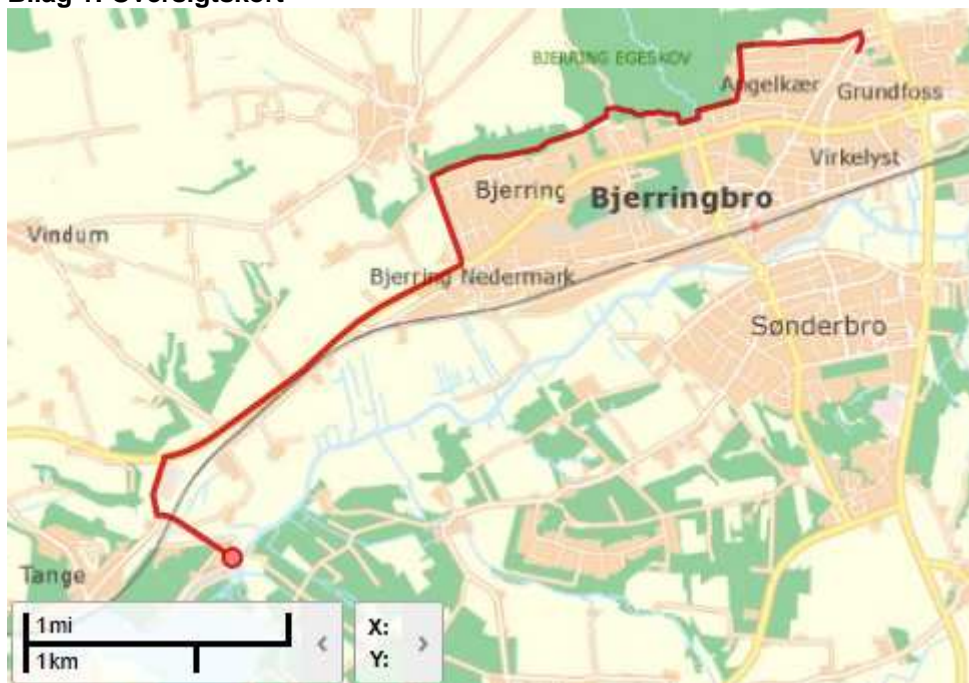 Bilag 1: Oversigtskort
BJERRING EGESKOV
Angelkær
Grundfoss
Virkelyst
Bjerring
Bjerringbro
Vindum
Bjerring Nedermark
Sønderbro
Tange
1mi
1km
X:
Y: